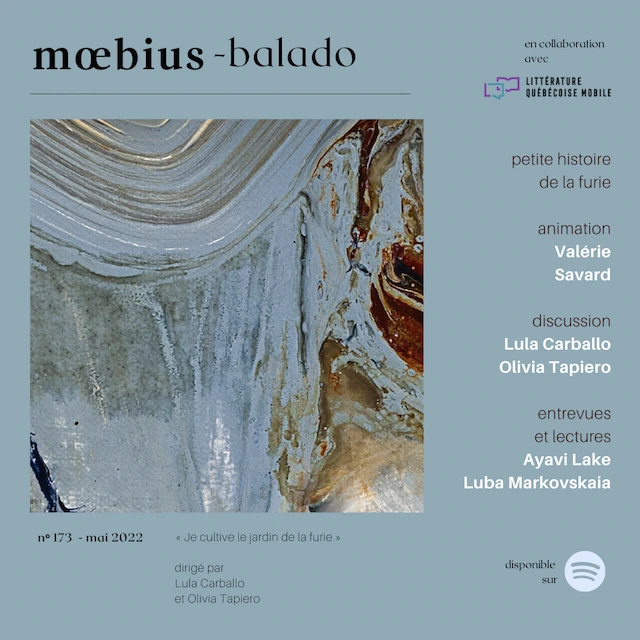 mœbius -balado
en collaboration
avec
LITTÉRATURE
QUÉBÉCOISE MOBILE
petite histoire
de la furie
animation
Valérie
Savard
discussion
Lula Carballo
Olivia Tapiero
entrevues
et lectures
Ayavi Lake
Luba Markovskaia
nº 173 - mai 2022
« Je cultive le jardin de la furie »
dirigé par
Lula Carballo
et Olivia Tapiero
disponible
sur